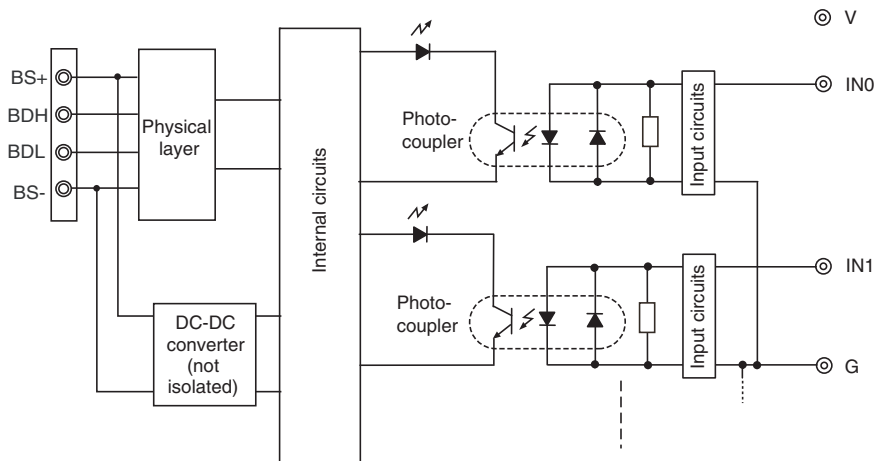 V
BS+
BDH
BDL
BS-
Physical
layer
Internal circuits
Photo-
coupler
Input circuits
IN0
DC-DC
converter
(not
isolated)
Photo-
coupler
Input circuits
IN1
G